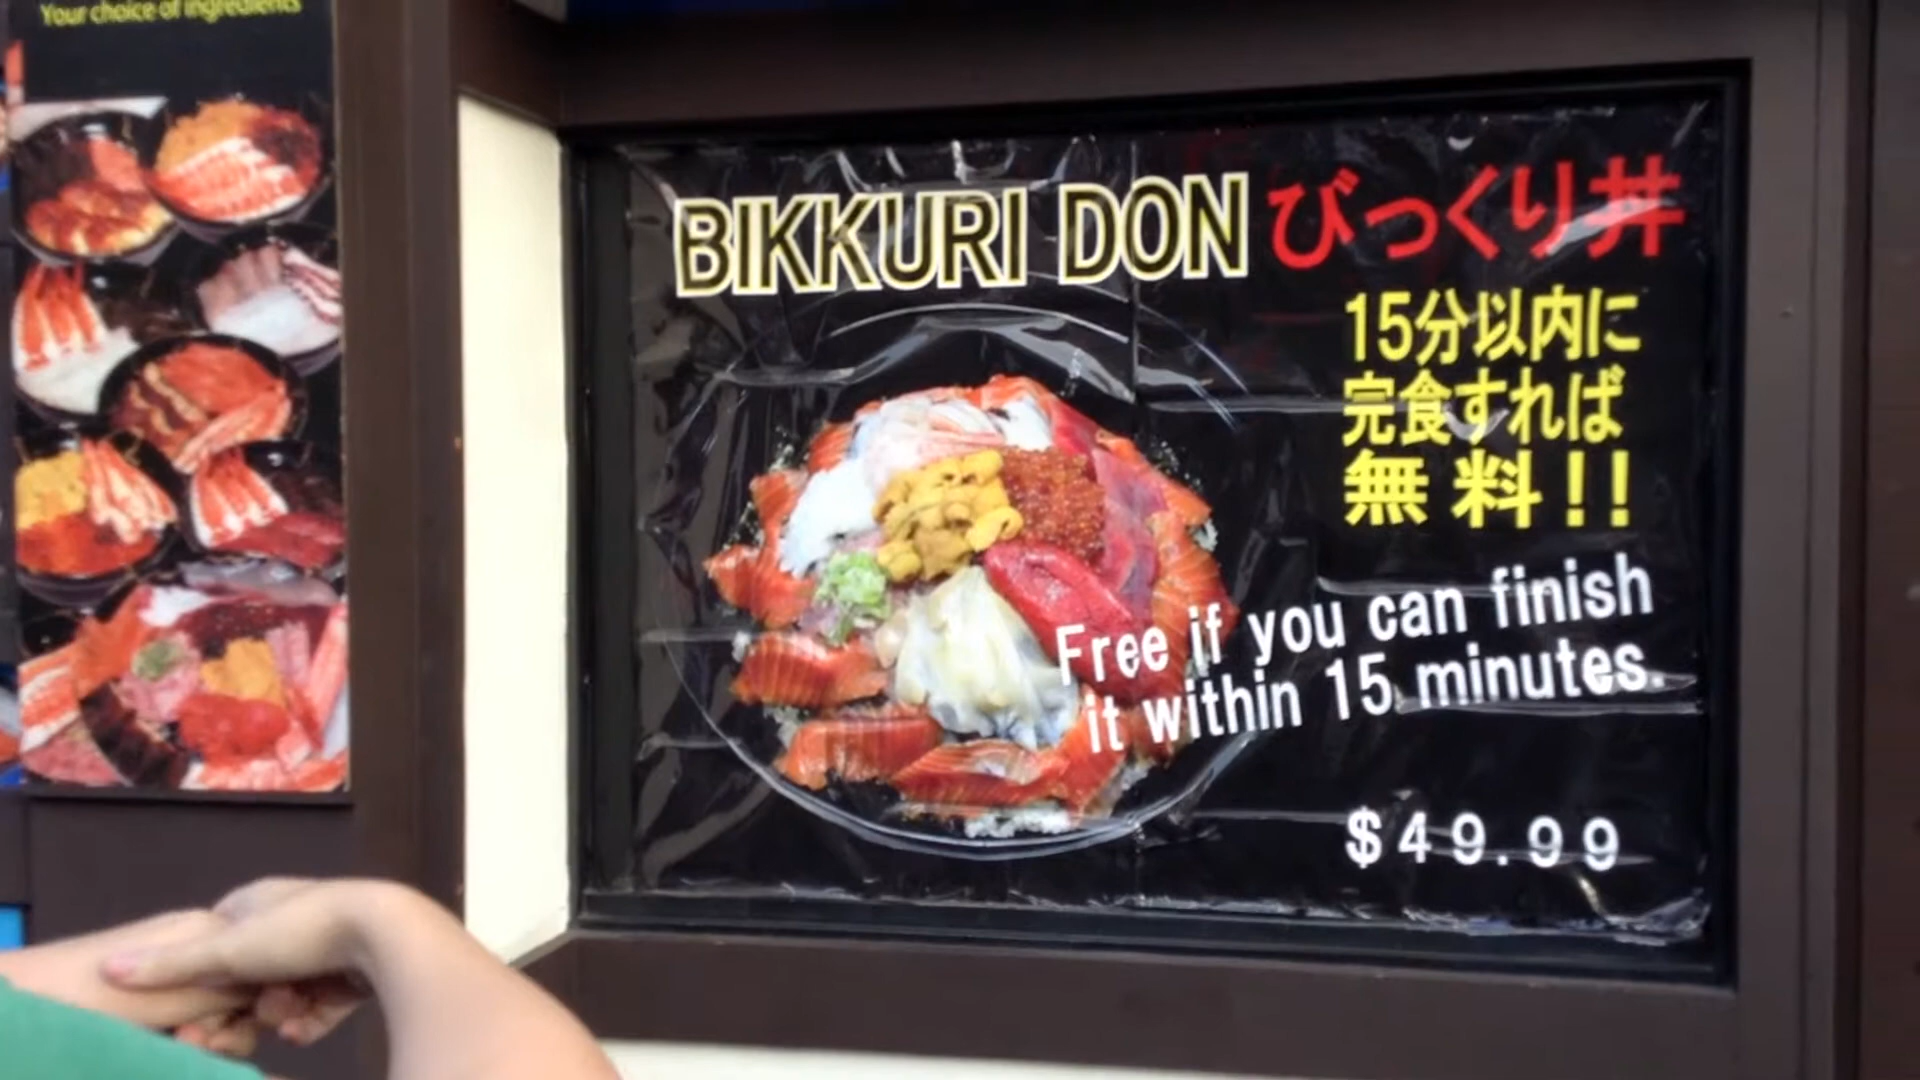 Your choice of ingredients
BIKKURI DON びっくり丼
15分以内に
完食すれば
無料!!
Free if you can finish
it within 15 minutes.
$49.99